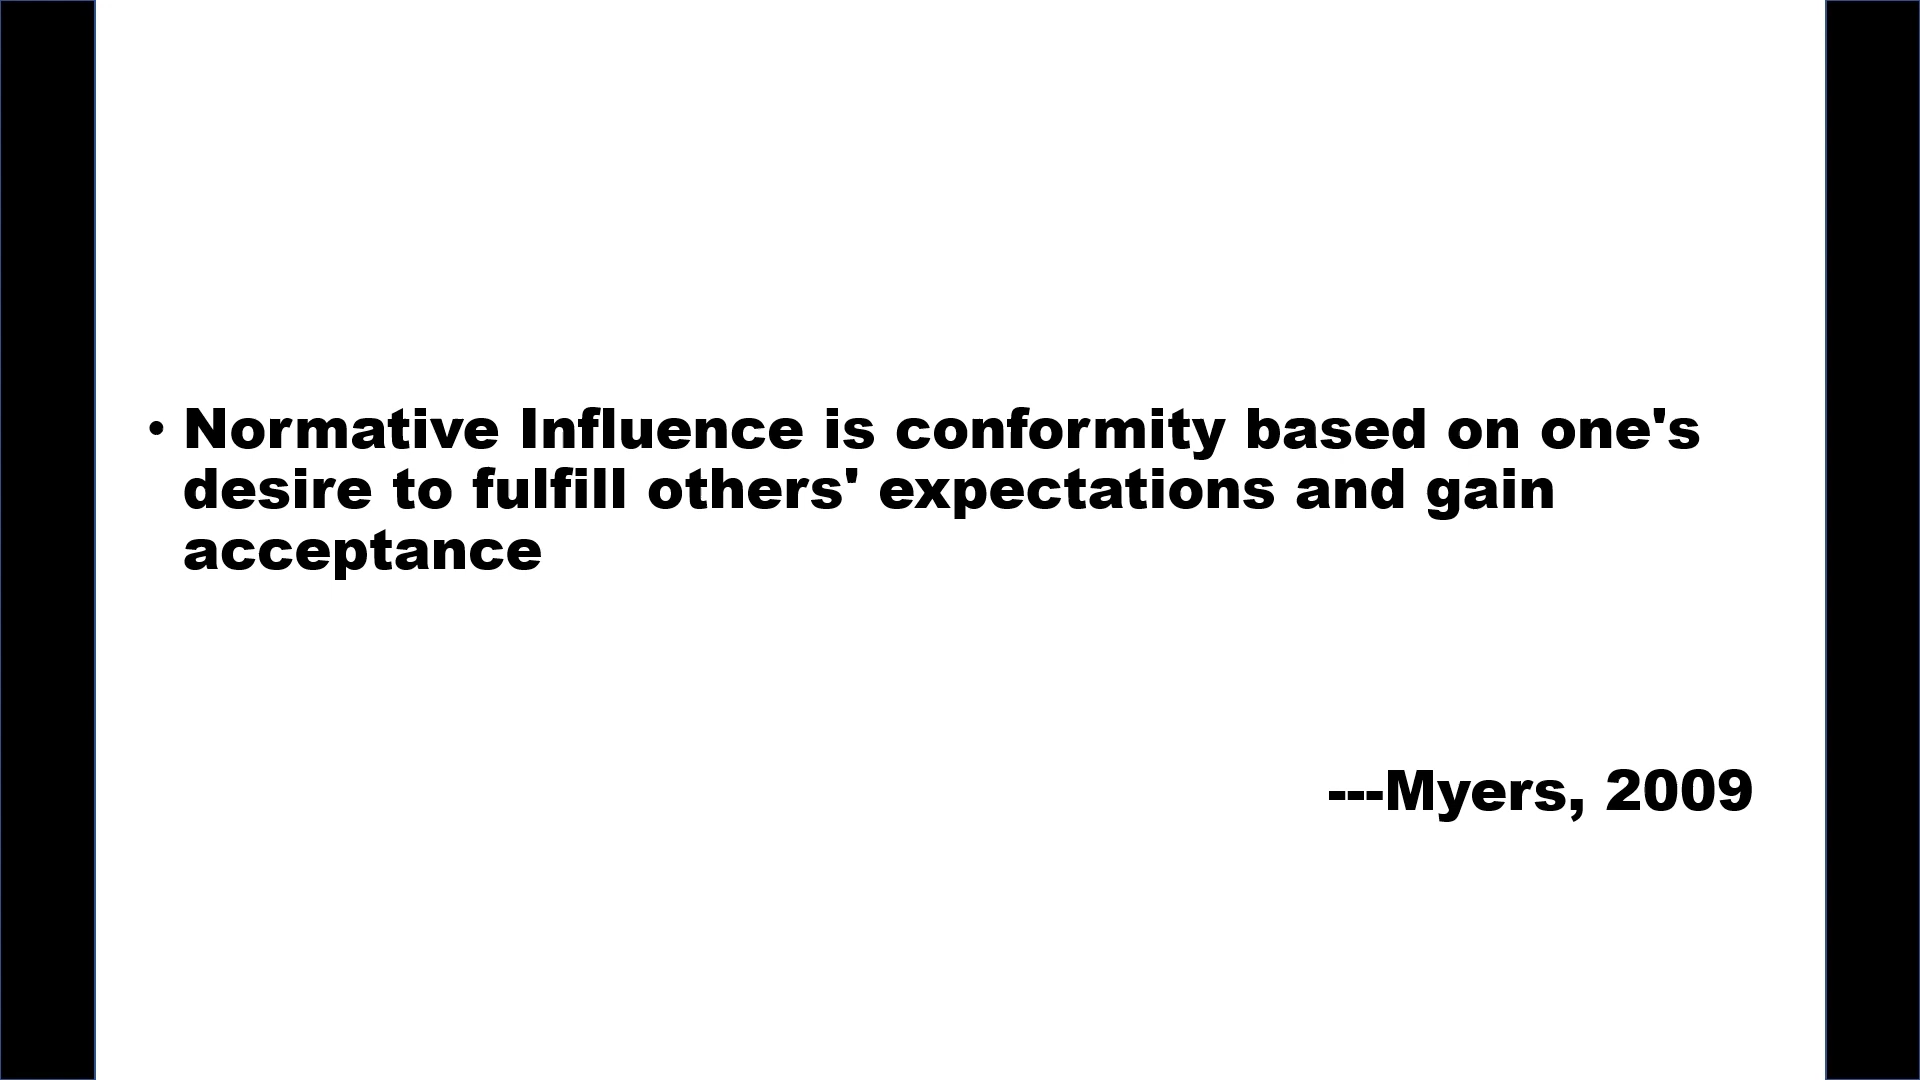 • Normative Influence is conformity based on one's
desire to fulfill others' expectations and gain
acceptance
---Myers, 2009